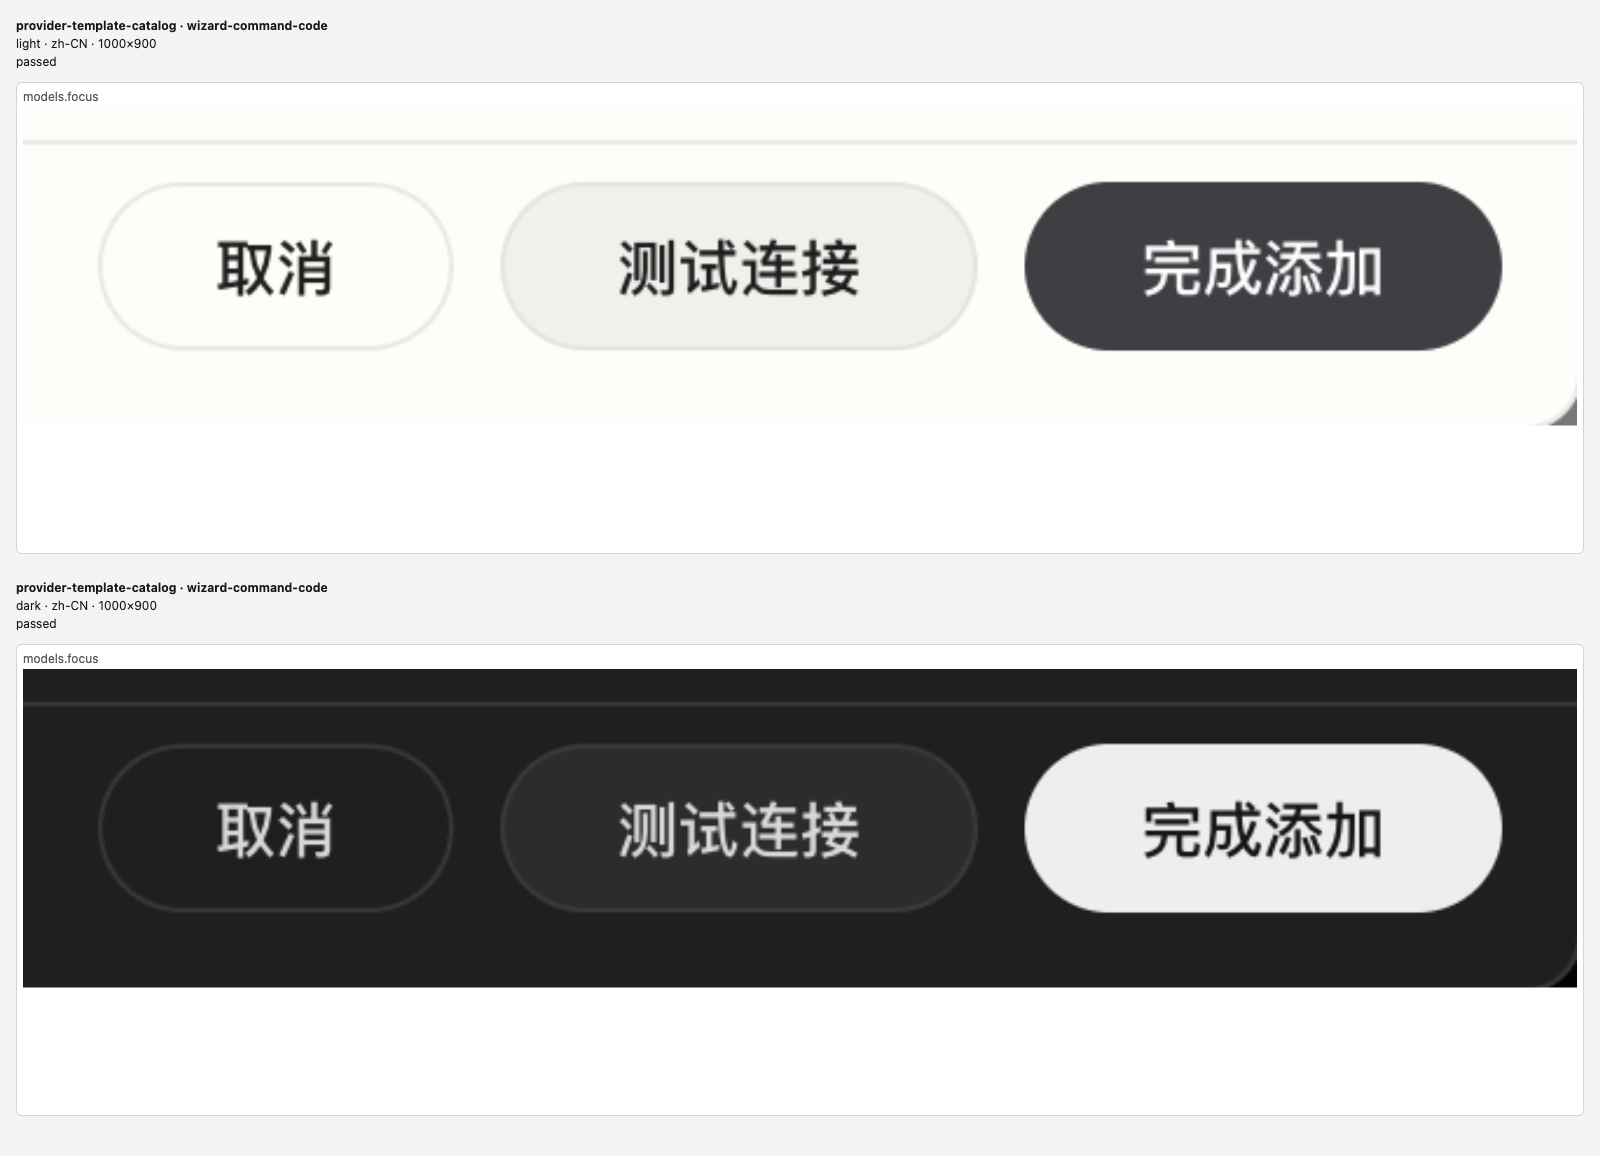 provider-template-catalog · wizard-command-code
light · zh-CN · 1000×900
passed
models.focus
取消 测试连接 完成添加
provider-template-catalog · wizard-command-code
dark · zh-CN · 1000×900
passed
models.focus
取消 测试连接 完成添加